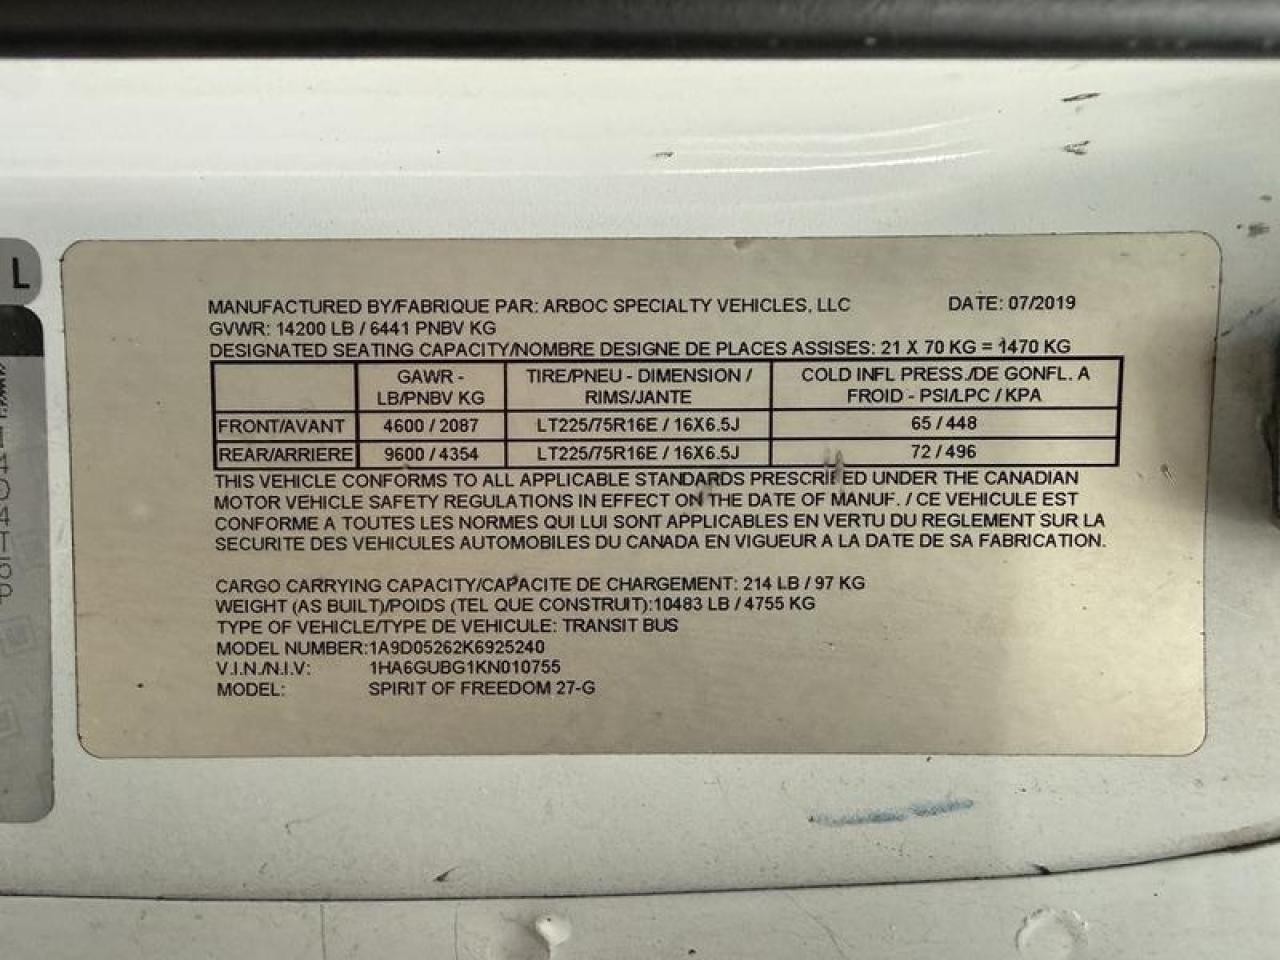 L
MANUFACTURED BY/FABRIQUE PAR: ARBOC SPECIALTY VEHICLES, LLC DATE: 07/2019
GVWR: 14200 LB / 6441 PNBV KG
DESIGNATED SEATING CAPACITY/NOMBRE DESIGNE DE PLACES ASSISES: 21 X 70 KG = 1470 KG
GAWR - TIRE/PNEU - DIMENSION / COLD INFL PRESS./DE GONFL. A
LB/PNBV KG RIMS/JANTE FROID - PSI/LPC / KPA
FRONT/AVANT 4600 / 2087 LT225/75R16E / 16X6.5J 65 / 448
REAR/ARRIERE 9600 / 4354 LT225/75R16E / 16X6.5J 72 / 496
THIS VEHICLE CONFORMS TO ALL APPLICABLE STANDARDS PRESCRIBED UNDER THE CANADIAN
MOTOR VEHICLE SAFETY REGULATIONS IN EFFECT ON THE DATE OF MANUF. / CE VEHICULE EST
CONFORME A TOUTES LES NORMES QUI LUI SONT APPLICABLES EN VERTU DU REGLEMENT SUR LA
SECURITE DES VEHICULES AUTOMOBILES DU CANADA EN VIGUEUR A LA DATE DE SA FABRICATION.
CARGO CARRYING CAPACITY/CAPACITE DE CHARGEMENT: 214 LB / 97 KG
WEIGHT (AS BUILT)/POIDS (TEL QUE CONSTRUIT):10483 LB / 4755 KG
TYPE OF VEHICLE/TYPE DE VEHICULE: TRANSIT BUS
MODEL NUMBER:1A9D05262K6925240
V.I.N./N.I.V: 1HA6GUBG1KN010755
MODEL: SPIRIT OF FREEDOM 27-G